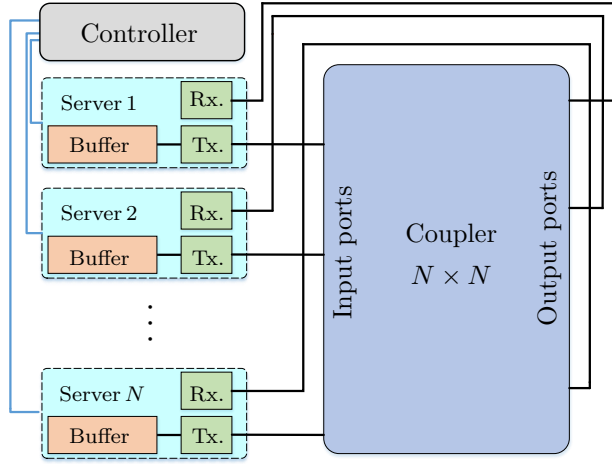 Controller
Server 1
Rx.
Buffer
Tx.
Server 2
Rx.
Buffer
Tx.
Server N
Rx.
Buffer
Tx.
Input ports
Coupler
N × N
Output ports